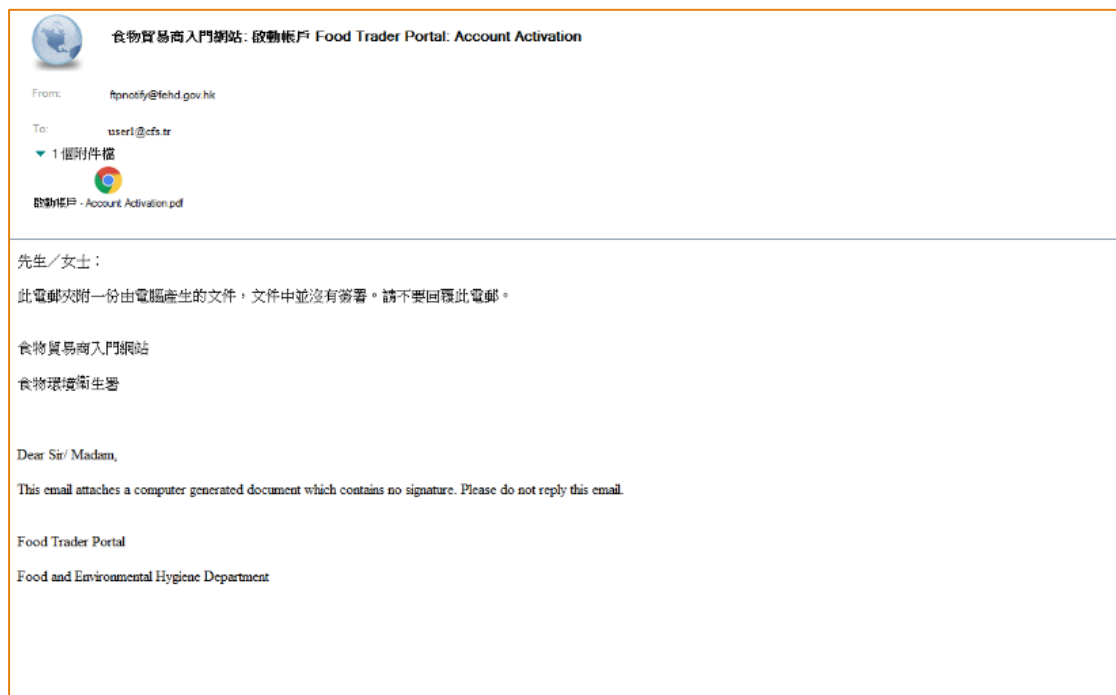 食物貿易商入門網站: 啟動帳戶 Food Trader Portal: Account Activation
From: ftpnotify@fehd.gov.hk
To: user1@cfs.tr
1 個附件檔
啟動帳戶 - Account Activation.pdf
先生／女士：
此電郵夾附一份由電腦產生的文件，文件中並沒有簽署。請不要回覆此電郵。
食物貿易商入門網站
食物環境衞生署
Dear Sir/ Madam,
This email attaches a computer generated document which contains no signature. Please do not reply this email.
Food Trader Portal
Food and Environmental Hygiene Department